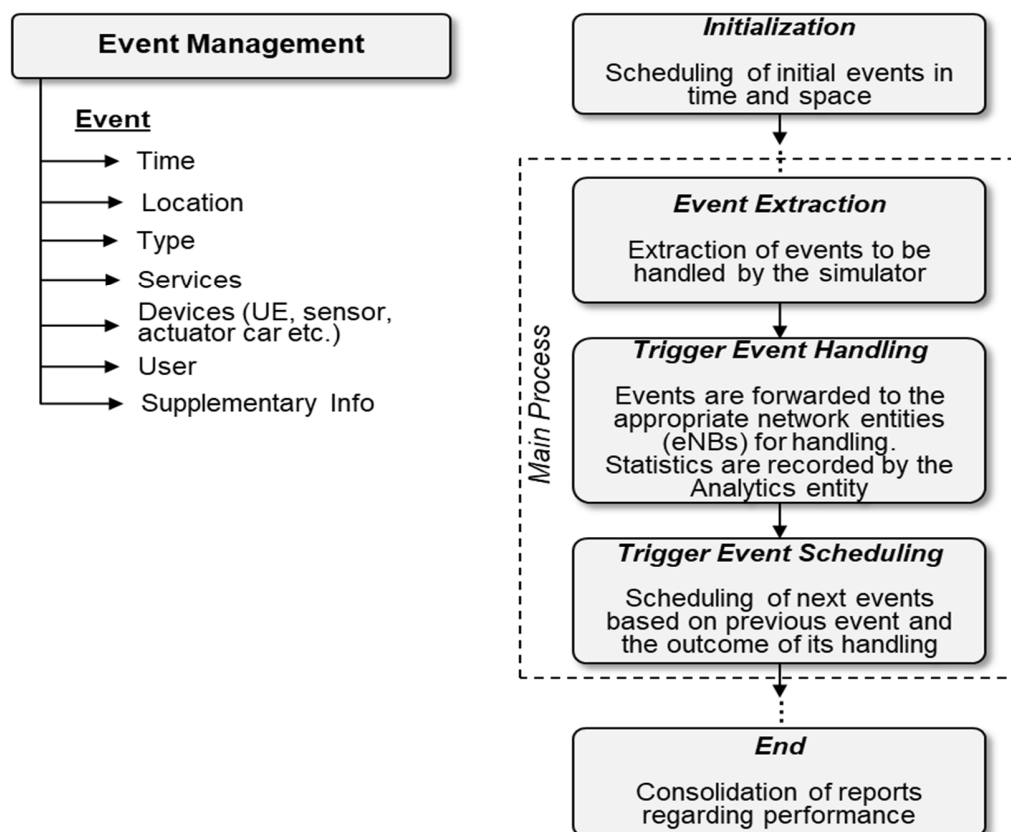 Event Management
Event
Time
Location
Type
Services
Devices (UE, sensor,
actuator car etc.)
User
Supplementary Info
Initialization
Scheduling of initial events in
time and space
Main Process
Event Extraction
Extraction of events to be
handled by the simulator
Trigger Event Handling
Events are forwarded to the
appropriate network entities
(eNBs) for handling.
Statistics are recorded by the
Analytics entity
Trigger Event Scheduling
Scheduling of next events
based on previous event and
the outcome of its handling
End
Consolidation of reports
regarding performance